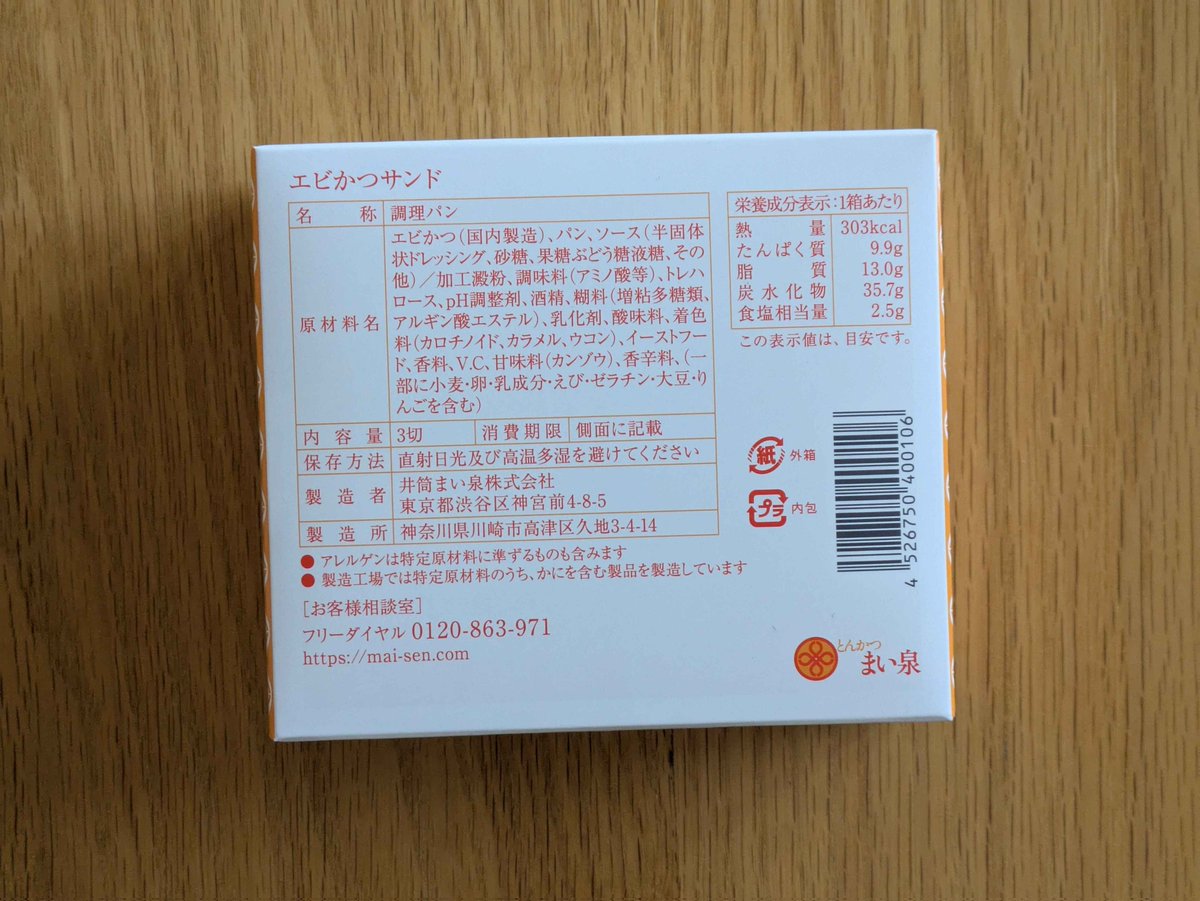 エビかつサンド
名称 調理パン
原材料名
エビかつ(国内製造)、パン、ソース(半固体
状ドレッシング、砂糖、果糖ぶどう糖液糖、その
他)／加工澱粉、調味料(アミノ酸等)、トレハ
ロース、pH調整剤、酒精、糊料(増粘多糖類、
アルギン酸エステル)、乳化剤、酸味料、着色
料(カロチノイド、カラメル、ウコン)、イーストフー
ド、香料、V.C、甘味料(カンゾウ)、香辛料、(一
部に小麦・卵・乳成分・えび・ゼラチン・大豆・り
んごを含む)
内容量 3切 消費期限 側面に記載
保存方法 直射日光及び高温多湿を避けてください
製造者 井筒まい泉株式会社
東京都渋谷区神宮前4-8-5
製造所 神奈川県川崎市高津区久地3-4-14
● アレルゲンは特定原材料に準ずるものも含みます
● 製造工場では特定原材料のうち、かにを含む製品を製造しています
[お客様相談室]
フリーダイヤル 0120-863-971
https://mai-sen.com
栄養成分表示:1箱あたり
熱量 303kcal
たんぱく質 9.9g
脂質 13.0g
炭水化物 35.7g
食塩相当量 2.5g
この表示値は、目安です。
紙 外箱
プラ 内包
4 526750 400106
とんかつ
まい泉